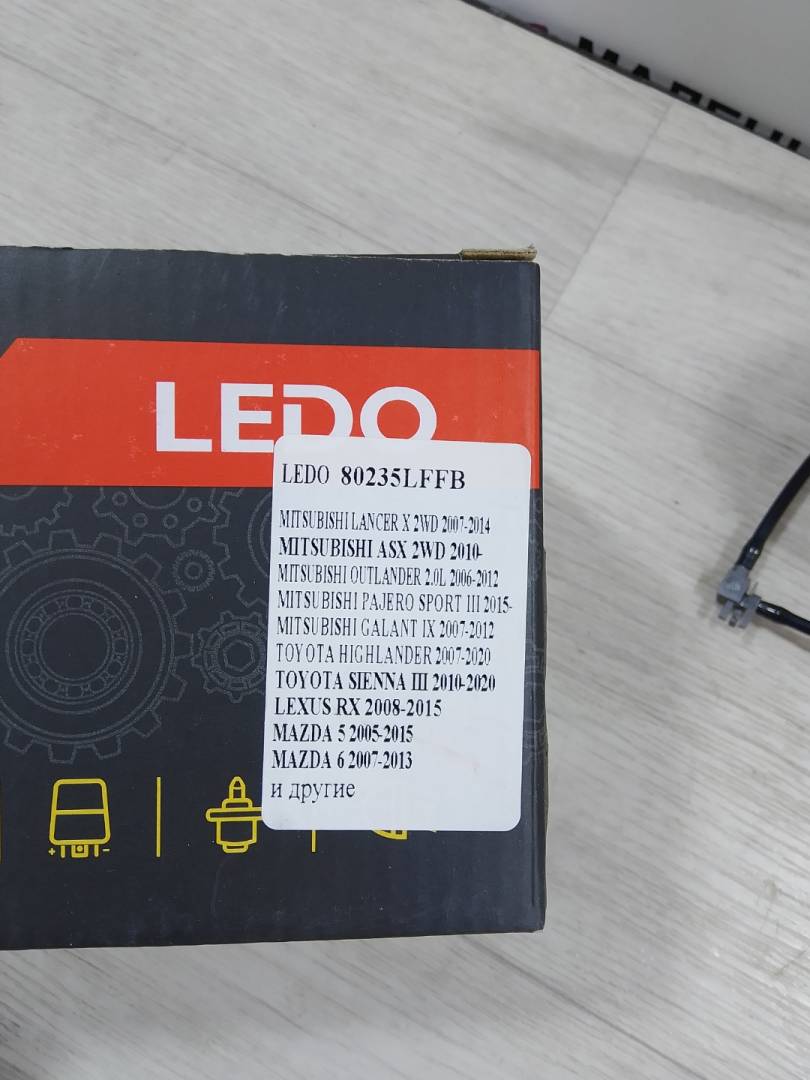 LEDO
LEDO 80235LFFB
MITSUBISHI LANCER X 2WD 2007-2014
MITSUBISHI ASX 2WD 2010-
MITSUBISHI OUTLANDER 2.0L 2006-2012
MITSUBISHI PAJERO SPORT III 2015-
MITSUBISHI GALANT IX 2007-2012
TOYOTA HIGHLANDER 2007-2020
TOYOTA SIENNA III 2010-2020
LEXUS RX 2008-2015
MAZDA 5 2005-2015
MAZDA 6 2007-2013
и другие